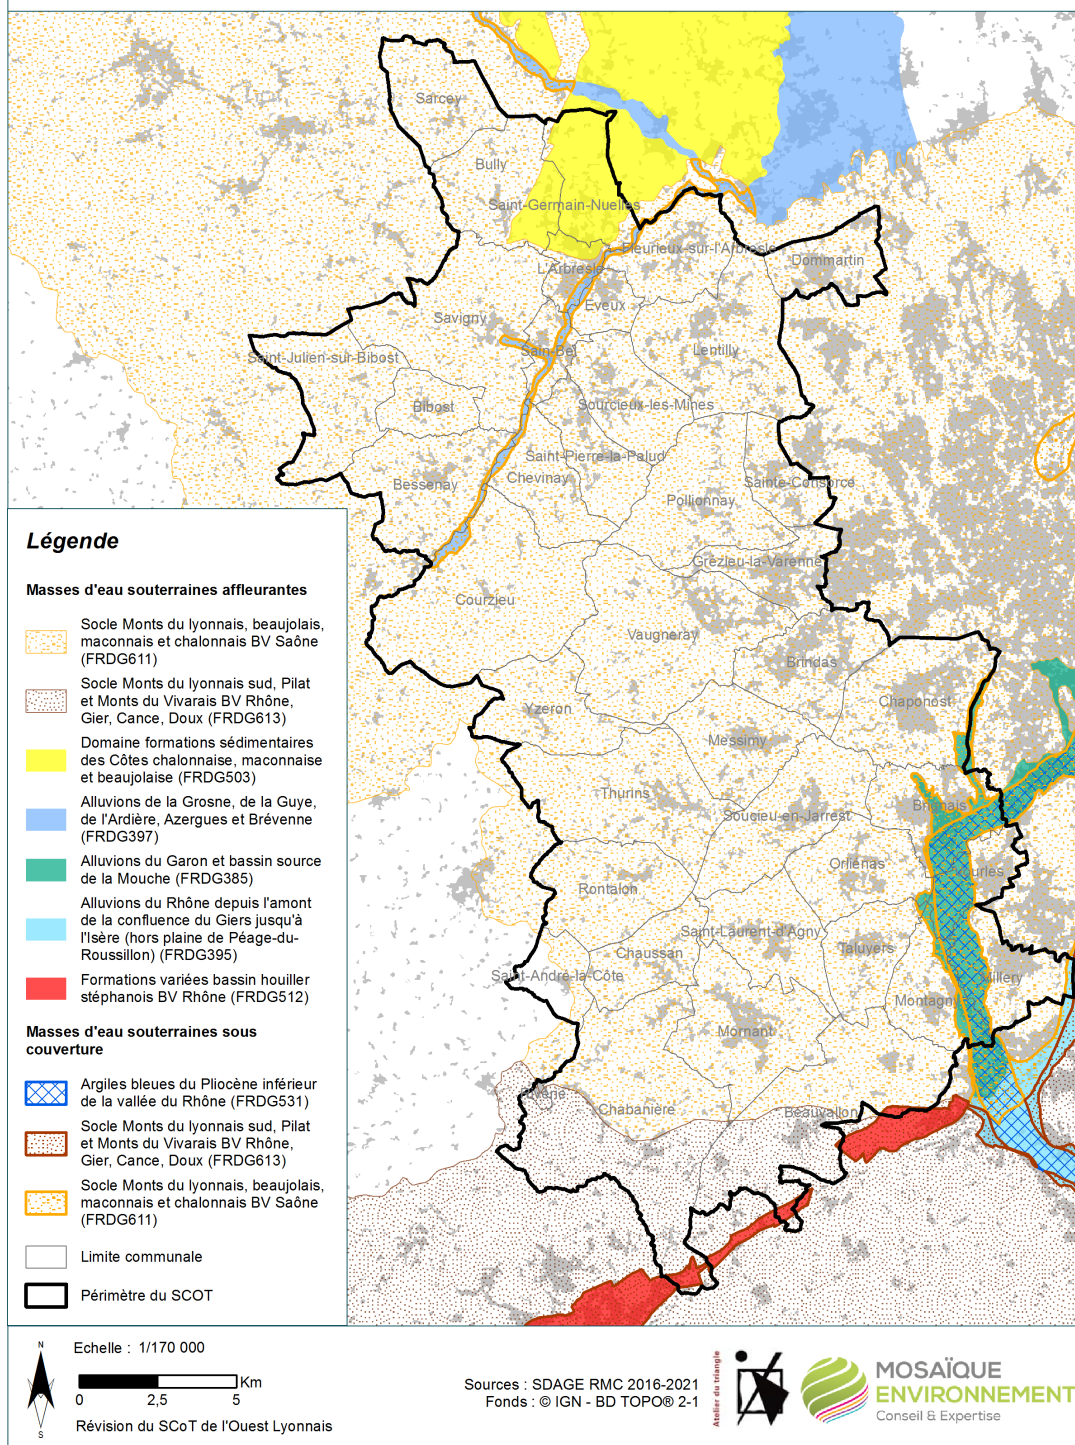 Sarcey
Bully
Saint-Germain-Nuelles
Fleurieux-sur-l'Arbresle
Dommartin
L'Arbresle
Eveux
Savigny
Sain-Bel
Lentilly
Saint-Julien-sur-Bibost
Bibost
Sourcieux-les-Mines
Saint-Pierre-la-Palud
Chevinay
Bessenay
Sainte-Consorce
Pollionnay
Grézieu-la-Varenne
Courzieu
Vaugneray
Brindas
Chaponost
Yzeron
Messimy
Thurins
Soucieu-en-Jarrest
Brignais
Orliénas
Rontalon
Saint-Laurent-d'Agny
Chaussan
Taluyers
Saint-André-la-Côte
Millery
Montagny
Mornant
Chabanière
Beauvallon
Légende
Masses d'eau souterraines affleurantes
Socle Monts du lyonnais, beaujolais,
maconnais et chalonnais BV Saône
(FRDG611)
Socle Monts du lyonnais sud, Pilat
et Monts du Vivarais BV Rhône,
Gier, Cance, Doux (FRDG613)
Domaine formations sédimentaires
des Côtes chalonnaise, maconnaise
et beaujolaise (FRDG503)
Alluvions de la Grosne, de la Guye,
de l'Ardière, Azergues et Brévenne
(FRDG397)
Alluvions du Garon et bassin source
de la Mouche (FRDG385)
Alluvions du Rhône depuis l'amont
de la confluence du Giers jusqu'à
l'Isère (hors plaine de Péage-du-
Roussillon) (FRDG395)
Formations variées bassin houiller
stéphanois BV Rhône (FRDG512)
Masses d'eau souterraines sous
couverture
Argiles bleues du Pliocène inférieur
de la vallée du Rhône (FRDG531)
Socle Monts du lyonnais sud, Pilat
et Monts du Vivarais BV Rhône,
Gier, Cance, Doux (FRDG613)
Socle Monts du lyonnais, beaujolais,
maconnais et chalonnais BV Saône
(FRDG611)
Limite communale
Périmètre du SCOT
N
S
Echelle : 1/170 000
0 2,5 5 Km
Révision du SCoT de l'Ouest Lyonnais
Sources : SDAGE RMC 2016-2021
Fonds : © IGN - BD TOPO® 2-1
Atelier du triangle
MOSAÏQUE
ENVIRONNEMENT
Conseil & Expertise